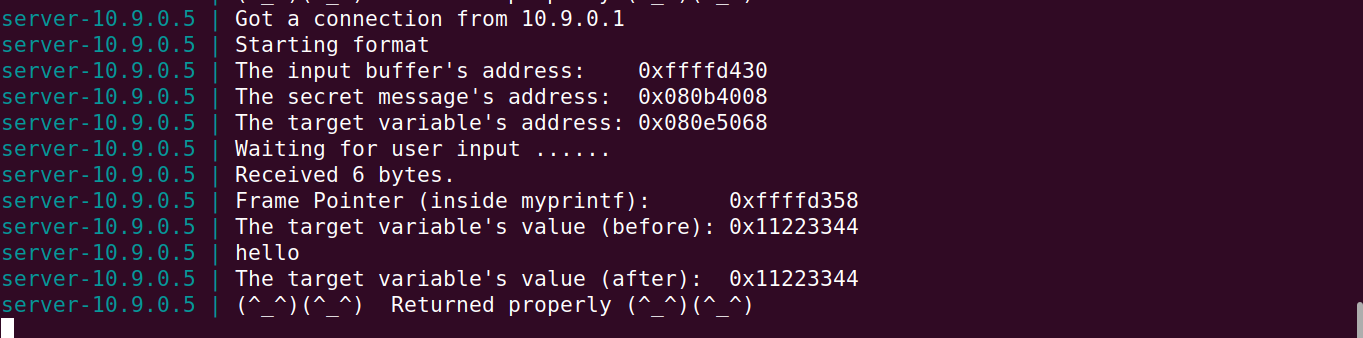 server-10.9.0.5 | Got a connection from 10.9.0.1
server-10.9.0.5 | Starting format
server-10.9.0.5 | The input buffer's address:    0xffffd430
server-10.9.0.5 | The secret message's address:  0x080b4008
server-10.9.0.5 | The target variable's address: 0x080e5068
server-10.9.0.5 | Waiting for user input ......
server-10.9.0.5 | Received 6 bytes.
server-10.9.0.5 | Frame Pointer (inside myprintf):      0xffffd358
server-10.9.0.5 | The target variable's value (before): 0x11223344
server-10.9.0.5 | hello
server-10.9.0.5 | The target variable's value (after):  0x11223344
server-10.9.0.5 | (^_^)(^_^)  Returned properly (^_^)(^_^)